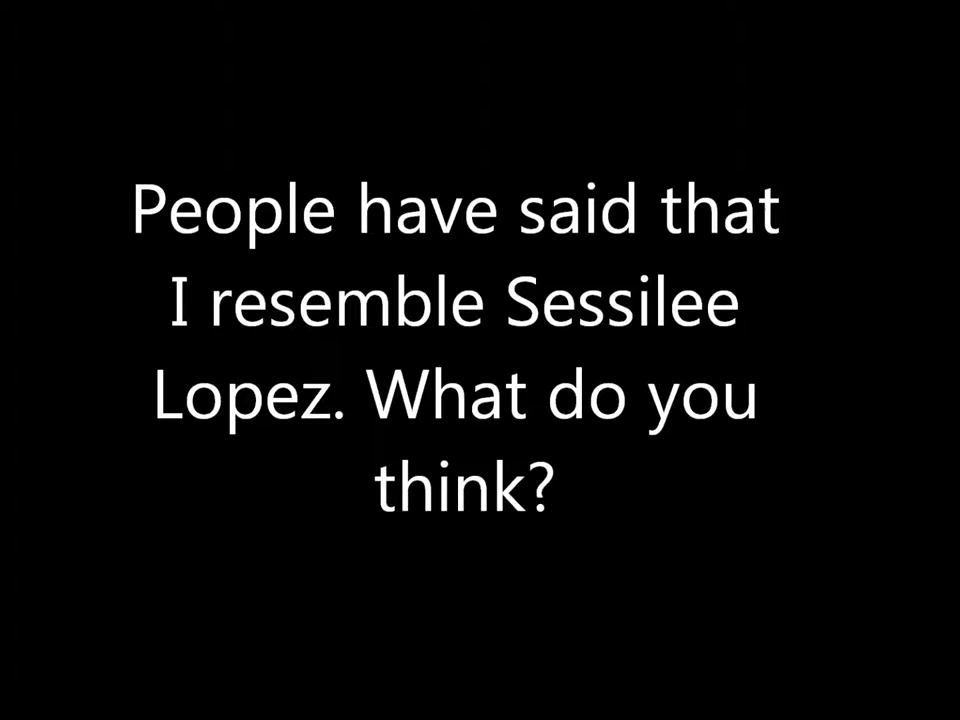 People have said that
I resemble Sessilee
Lopez. What do you
think?